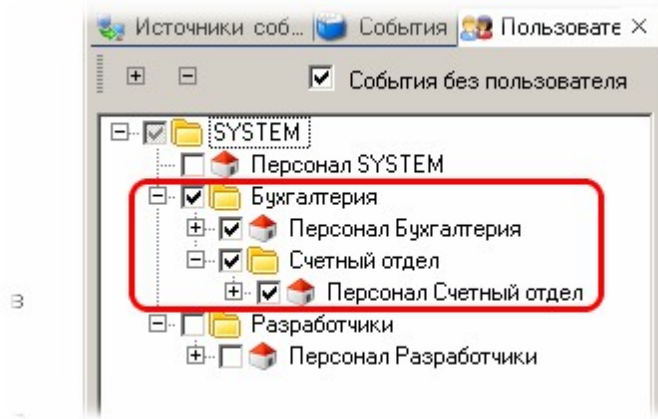 Источники соб... События Пользовате
События без пользователя
SYSTEM
Персонал SYSTEM
Бухгалтерия
Персонал Бухгалтерия
Счетный отдел
Персонал Счетный отдел
в
Разработчики
Персонал Разработчики